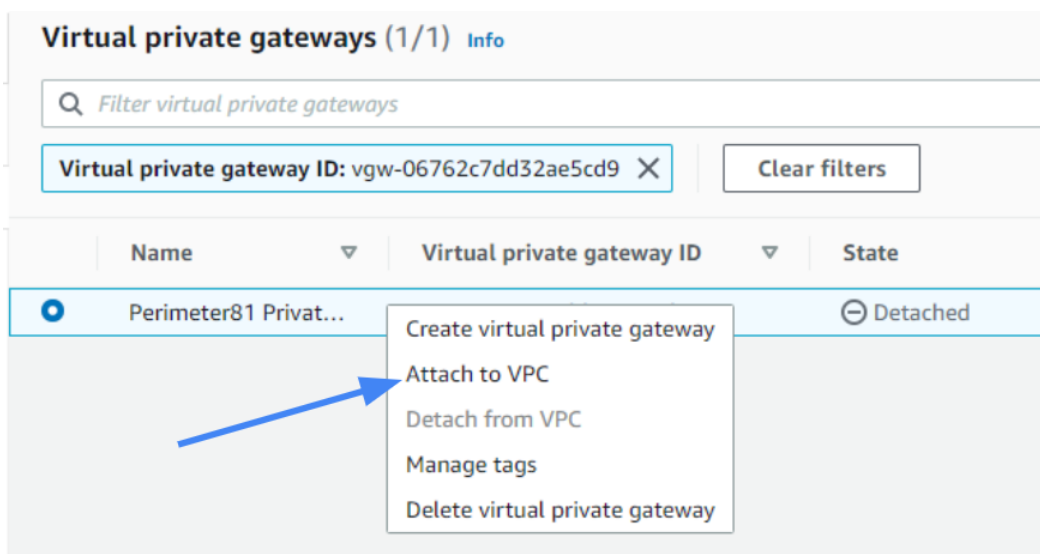 Virtual private gateways (1/1) Info
Filter virtual private gateways
Virtual private gateway ID: vgw-06762c7dd32ae5cd9
Clear filters
Name Virtual private gateway ID State
Perimeter81 Privat... Detached
Create virtual private gateway
Attach to VPC
Detach from VPC
Manage tags
Delete virtual private gateway